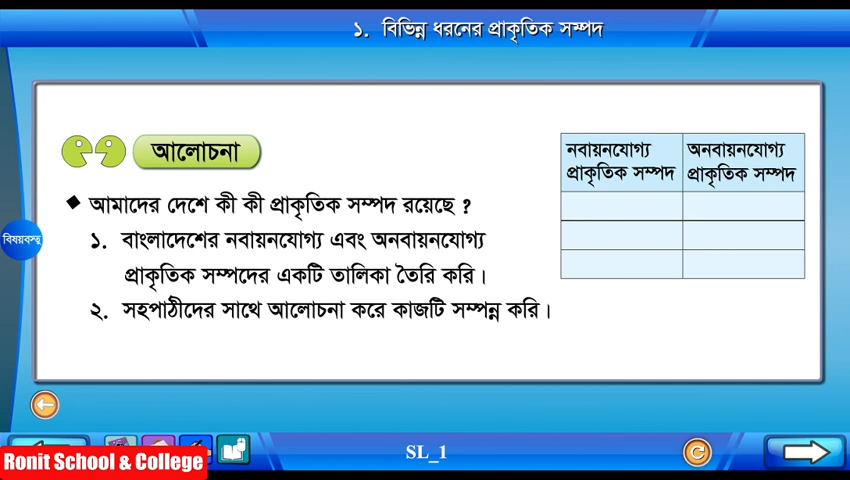 ১. বিভিন্ন ধরনের প্রাকৃতিক সম্পদ
আলোচনা
আমাদের দেশে কী কী প্রাকৃতিক সম্পদ রয়েছে ?
১. বাংলাদেশের নবায়নযোগ্য এবং অনবায়নযোগ্য
প্রাকৃতিক সম্পদের একটি তালিকা তৈরি করি।
২. সহপাঠীদের সাথে আলোচনা করে কাজটি সম্পন্ন করি।
নবায়নযোগ্য
প্রাকৃতিক সম্পদ
অনবায়নযোগ্য
প্রাকৃতিক সম্পদ
বিষয়বস্তু
SL_1
Ronit School & College